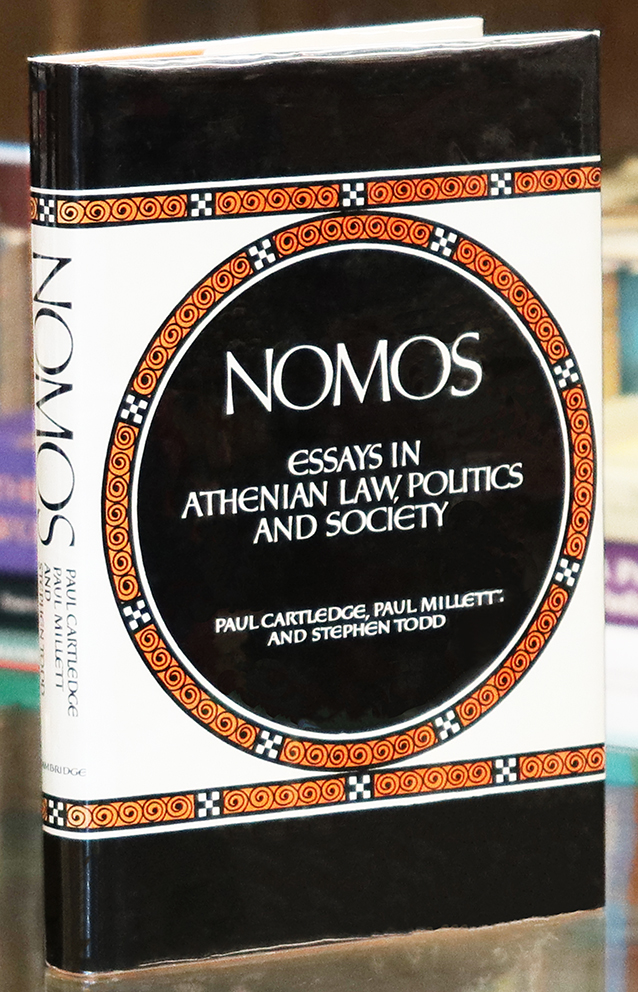 NOMOS
ESSAYS IN
ATHENIAN LAW, POLITICS
AND SOCIETY
PAUL CARTLEDGE, PAUL MILLETT
AND STEPHEN TODD
NOMOS
PAUL CARTLEDGE
PAUL MILLETT
AND
STEPHEN TODD